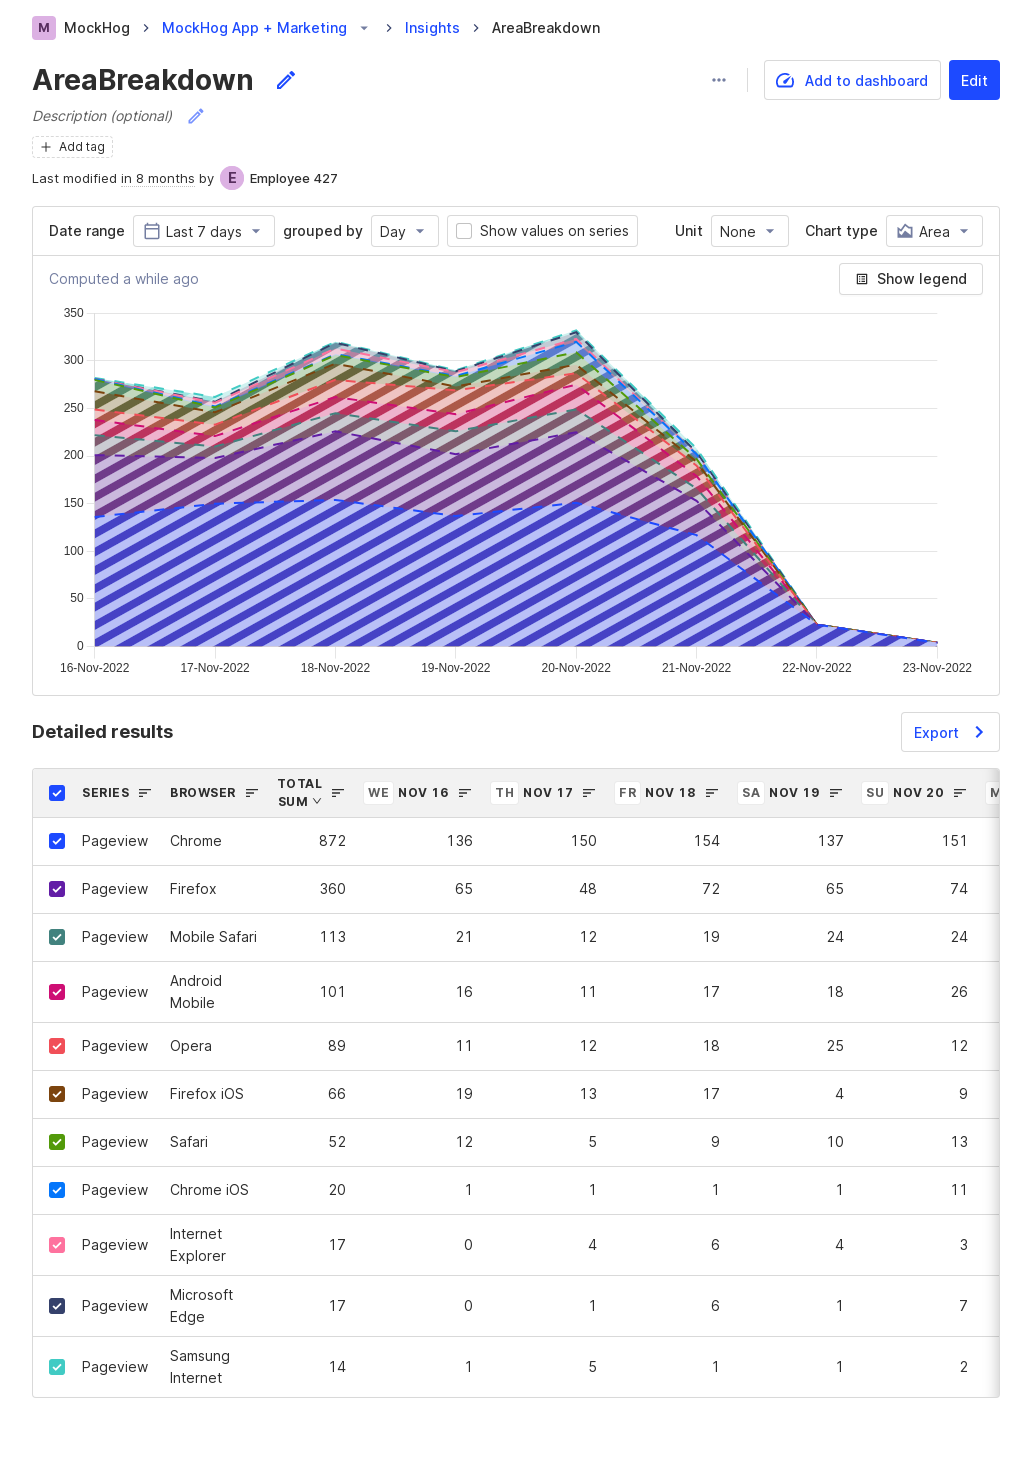 M MockHog MockHog App + Marketing Insights AreaBreakdown
AreaBreakdown
Add to dashboard Edit
Description (optional)
Add tag
Last modified in 8 months by E Employee 427
Date range Last 7 days grouped by Day Show values on series Unit None Chart type Area
Computed a while ago Show legend
350
300
250
200
150
100
50
0
16-Nov-2022 17-Nov-2022 18-Nov-2022 19-Nov-2022 20-Nov-2022 21-Nov-2022 22-Nov-2022 23-Nov-2022
Detailed results Export
SERIES BROWSER TOTAL SUM WE NOV 16 TH NOV 17 FR NOV 18 SA NOV 19 SU NOV 20
Pageview Chrome 872 136 150 154 137 151
Pageview Firefox 360 65 48 72 65 74
Pageview Mobile Safari 113 21 12 19 24 24
Pageview Android Mobile 101 16 11 17 18 26
Pageview Opera 89 11 12 18 25 12
Pageview Firefox iOS 66 19 13 17 4 9
Pageview Safari 52 12 5 9 10 13
Pageview Chrome iOS 20 1 1 1 1 11
Pageview Internet Explorer 17 0 4 6 4 3
Pageview Microsoft Edge 17 0 1 6 1 7
Pageview Samsung Internet 14 1 5 1 1 2